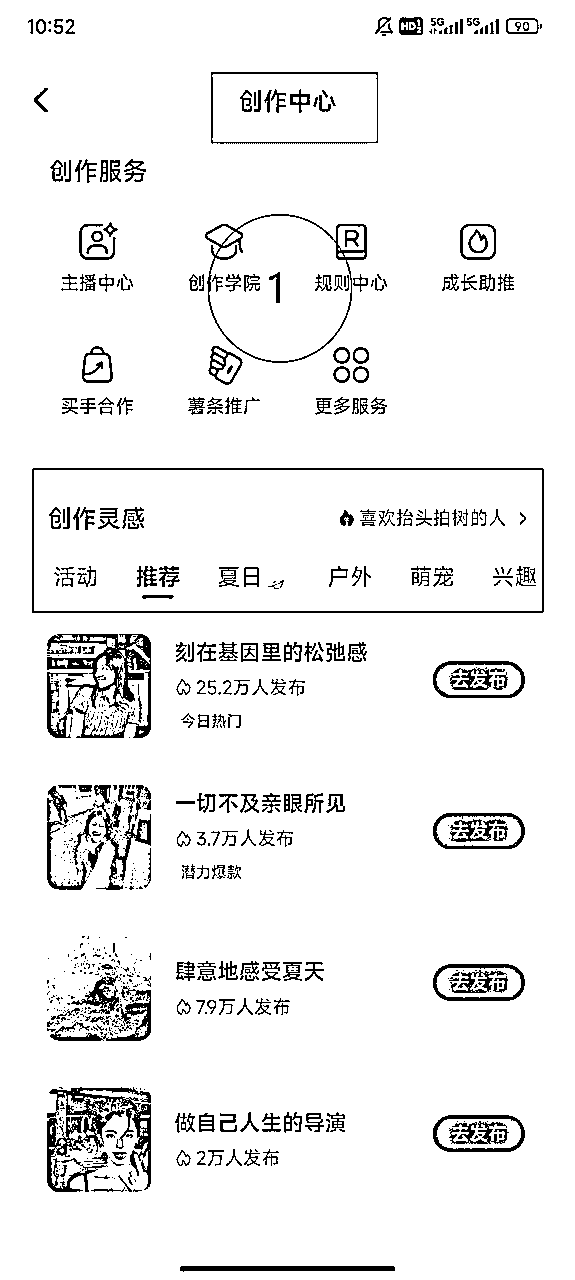 10:52 HD 5G 5G 90
创作中心
创作服务
主播中心 创作学院 规则中心 成长助推
1
买手合作 薯条推广 更多服务
创作灵感 喜欢抬头拍树的人
活动 推荐 夏日 户外 萌宠 兴趣
刻在基因里的松弛感
25.2万人发布
去发布
今日热门
一切不及亲眼所见
3.7万人发布
去发布
潜力爆款
肆意地感受夏天
7.9万人发布
去发布
做自己人生的导演
2万人发布
去发布